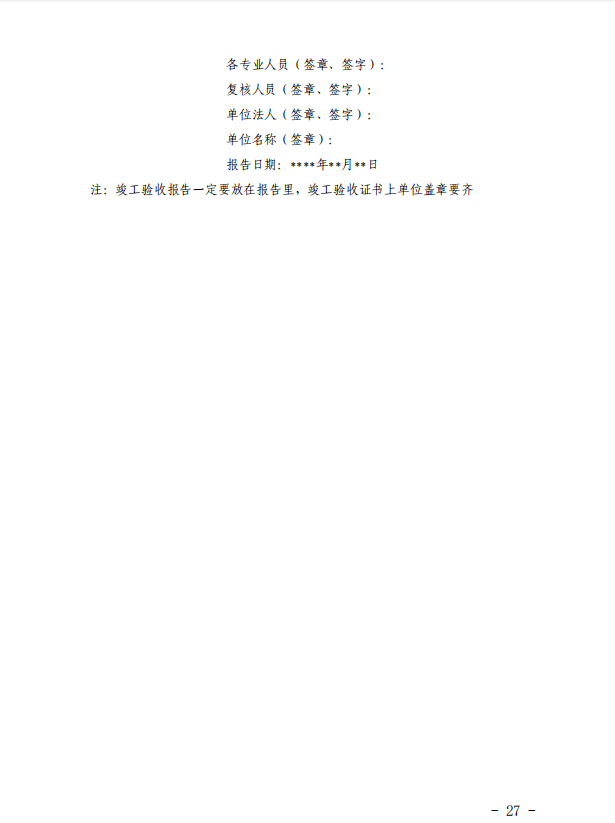 各专业人员（签章、签字）：
复核人员（签章、签字）：
单位法人（签章、签字）：
单位名称（签章）：
报告日期：****年**月**日
注：竣工验收报告一定要放在报告里，竣工验收证书上单位盖章要齐
- 27 -